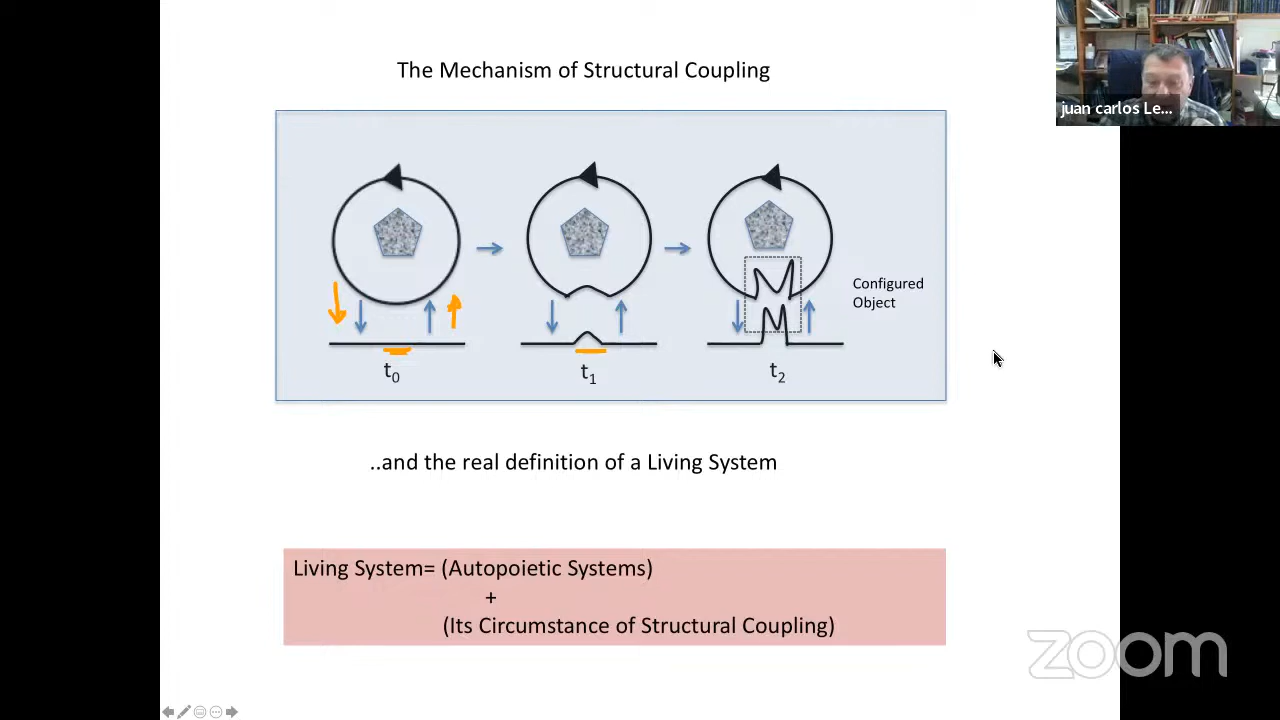 The Mechanism of Structural Coupling
juan carlos Le...
Configured
Object
t0
t1
t2
..and the real definition of a Living System
Living System= (Autopoietic Systems)
+
(Its Circumstance of Structural Coupling)
zoom